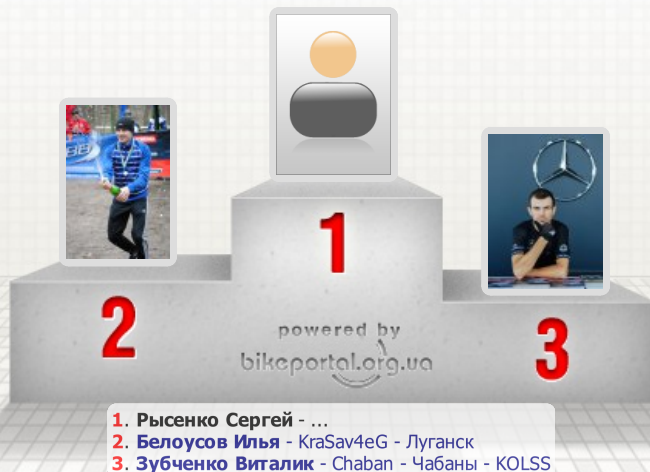 1
2
3
powered by
bikeportal.org.ua
1. Рысенко Сергей - ...
2. Белоусов Илья - KraSav4eG - Луганск
3. Зубченко Виталик - Chaban - Чабаны - KOLSS